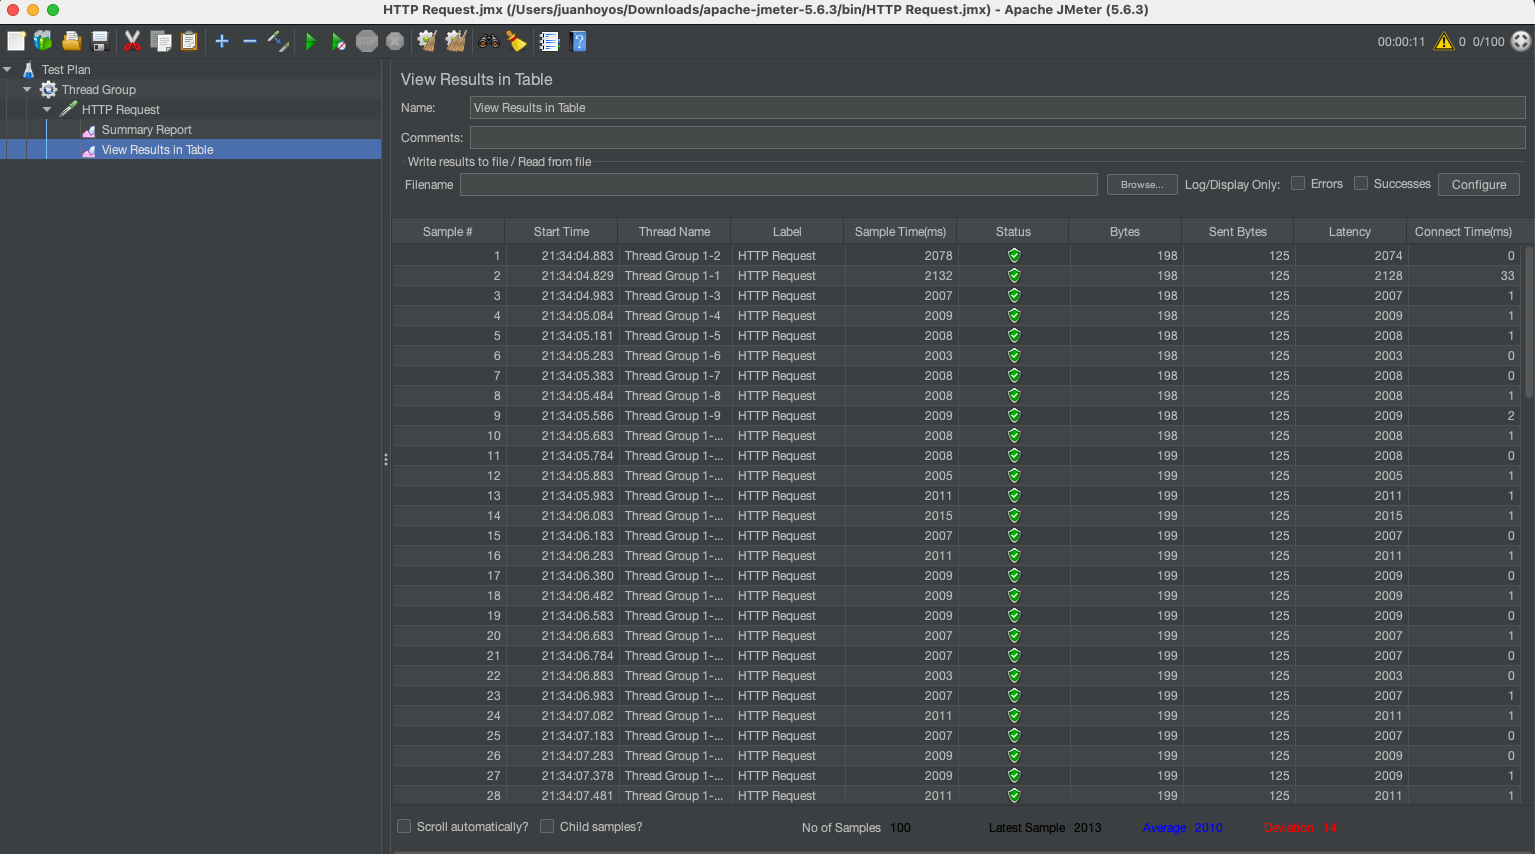 HTTP Request.jmx (/Users/juanhoyos/Downloads/apache-jmeter-5.6.3/bin/HTTP Request.jmx) - Apache JMeter (5.6.3)
STOP 00:00:11 0 0/100
Test Plan
Thread Group
HTTP Request
Summary Report
View Results in Table
View Results in Table
Name: View Results in Table
Comments:
Write results to file / Read from file
Filename Browse... Log/Display Only: Errors Successes Configure
Sample # Start Time Thread Name Label Sample Time(ms) Status Bytes Sent Bytes Latency Connect Time(ms)
1 21:34:04.883 Thread Group 1-2 HTTP Request 2078 198 125 2074 0
2 21:34:04.829 Thread Group 1-1 HTTP Request 2132 198 125 2128 33
3 21:34:04.983 Thread Group 1-3 HTTP Request 2007 198 125 2007 1
4 21:34:05.084 Thread Group 1-4 HTTP Request 2009 198 125 2009 1
5 21:34:05.181 Thread Group 1-5 HTTP Request 2008 198 125 2008 1
6 21:34:05.283 Thread Group 1-6 HTTP Request 2003 198 125 2003 0
7 21:34:05.383 Thread Group 1-7 HTTP Request 2008 198 125 2008 0
8 21:34:05.484 Thread Group 1-8 HTTP Request 2008 198 125 2008 1
9 21:34:05.586 Thread Group 1-9 HTTP Request 2009 198 125 2009 2
10 21:34:05.683 Thread Group 1-... HTTP Request 2008 198 125 2008 1
11 21:34:05.784 Thread Group 1-... HTTP Request 2008 199 125 2008 0
12 21:34:05.883 Thread Group 1-... HTTP Request 2005 199 125 2005 1
13 21:34:05.983 Thread Group 1-... HTTP Request 2011 199 125 2011 1
14 21:34:06.083 Thread Group 1-... HTTP Request 2015 199 125 2015 1
15 21:34:06.183 Thread Group 1-... HTTP Request 2007 199 125 2007 0
16 21:34:06.283 Thread Group 1-... HTTP Request 2011 199 125 2011 1
17 21:34:06.380 Thread Group 1-... HTTP Request 2009 199 125 2009 0
18 21:34:06.482 Thread Group 1-... HTTP Request 2009 199 125 2009 1
19 21:34:06.583 Thread Group 1-... HTTP Request 2009 199 125 2009 0
20 21:34:06.683 Thread Group 1-... HTTP Request 2007 199 125 2007 1
21 21:34:06.784 Thread Group 1-... HTTP Request 2007 199 125 2007 0
22 21:34:06.883 Thread Group 1-... HTTP Request 2003 199 125 2003 0
23 21:34:06.983 Thread Group 1-... HTTP Request 2007 199 125 2007 1
24 21:34:07.082 Thread Group 1-... HTTP Request 2011 199 125 2011 1
25 21:34:07.183 Thread Group 1-... HTTP Request 2007 199 125 2007 0
26 21:34:07.283 Thread Group 1-... HTTP Request 2009 199 125 2009 0
27 21:34:07.378 Thread Group 1-... HTTP Request 2009 199 125 2009 1
28 21:34:07.481 Thread Group 1-... HTTP Request 2011 199 125 2011 1
Scroll automatically? Child samples? No of Samples 100 Latest Sample 2013 Average 2010 Deviation 14